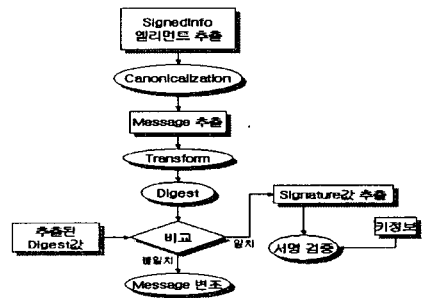 SignedInfo
엘리먼트 추출
Canonicalization
Message 추출
Transform
Digest
Signature값 추출
추출된
Digest값
비교
일치
키정보
서명 검증
불일치
Message 변조